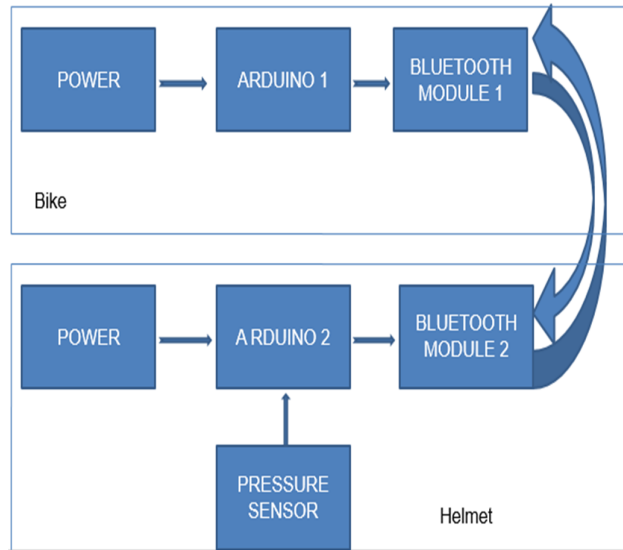 POWER
ARDUINO 1
BLUETOOTH
MODULE 1
Bike
POWER
A RDUINO 2
BLUETOOTH
MODULE 2
PRESSURE
SENSOR
Helmet